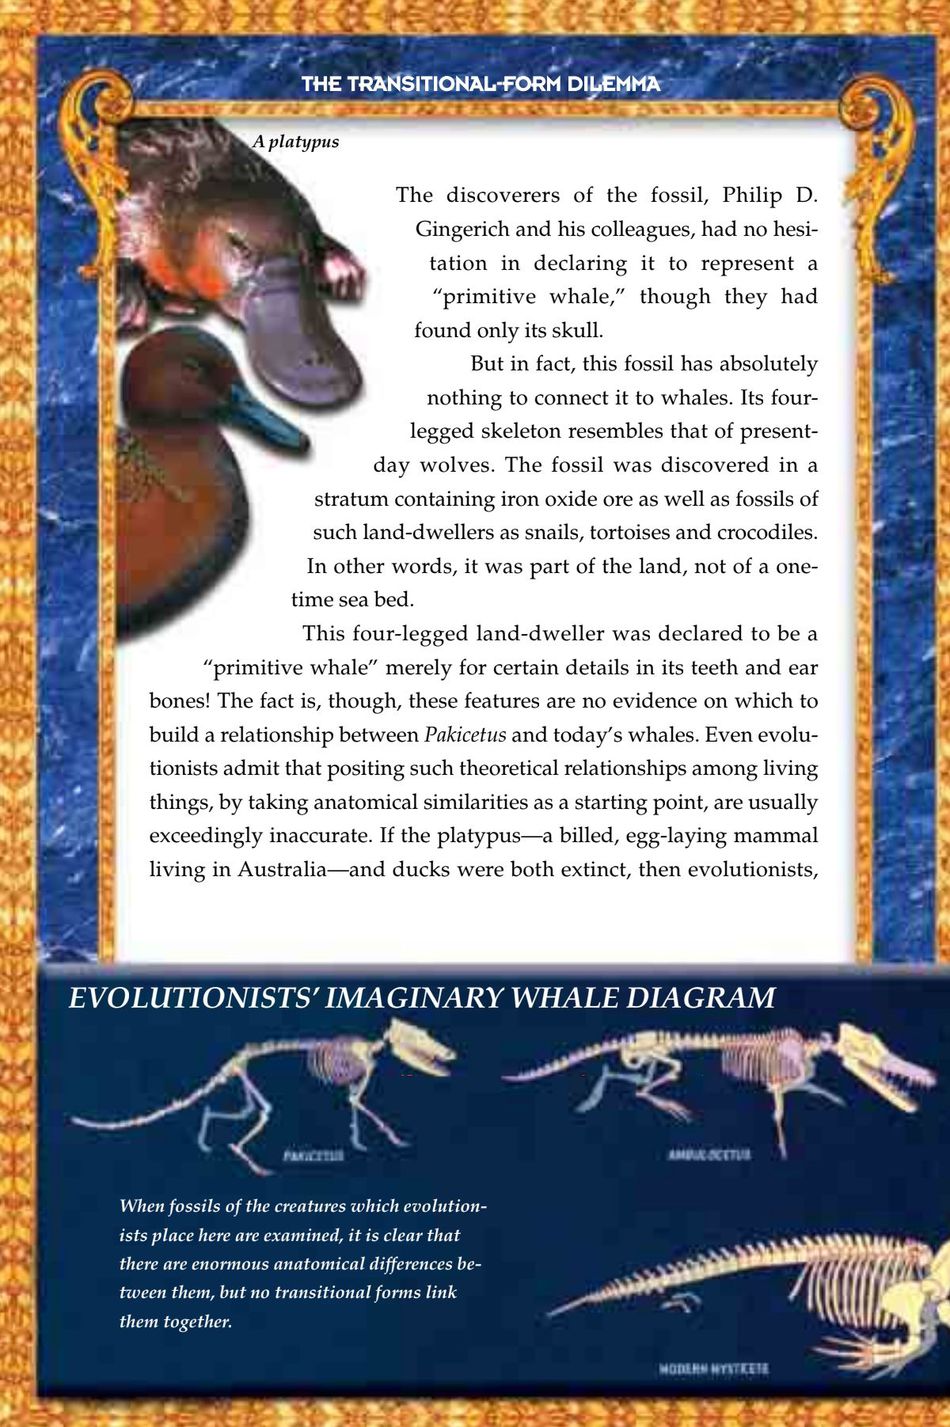 THE TRANSITIONAL-FORM DILEMMA
A platypus
The discoverers of the fossil, Philip D.
Gingerich and his colleagues, had no hesi-
tation in declaring it to represent a
“primitive whale,” though they had
found only its skull.
But in fact, this fossil has absolutely
nothing to connect it to whales. Its four-
legged skeleton resembles that of present-
day wolves. The fossil was discovered in a
stratum containing iron oxide ore as well as fossils of
such land-dwellers as snails, tortoises and crocodiles.
In other words, it was part of the land, not of a one-
time sea bed.
This four-legged land-dweller was declared to be a
“primitive whale” merely for certain details in its teeth and ear
bones! The fact is, though, these features are no evidence on which to
build a relationship between Pakicetus and today’s whales. Even evolu-
tionists admit that positing such theoretical relationships among living
things, by taking anatomical similarities as a starting point, are usually
exceedingly inaccurate. If the platypus—a billed, egg-laying mammal
living in Australia—and ducks were both extinct, then evolutionists,
EVOLUTIONISTS’ IMAGINARY WHALE DIAGRAM
PAKICETUS
AMBULOCETUS
When fossils of the creatures which evolution-
ists place here are examined, it is clear that
there are enormous anatomical differences be-
tween them, but no transitional forms link
them together.
MODERN MYSTICETE